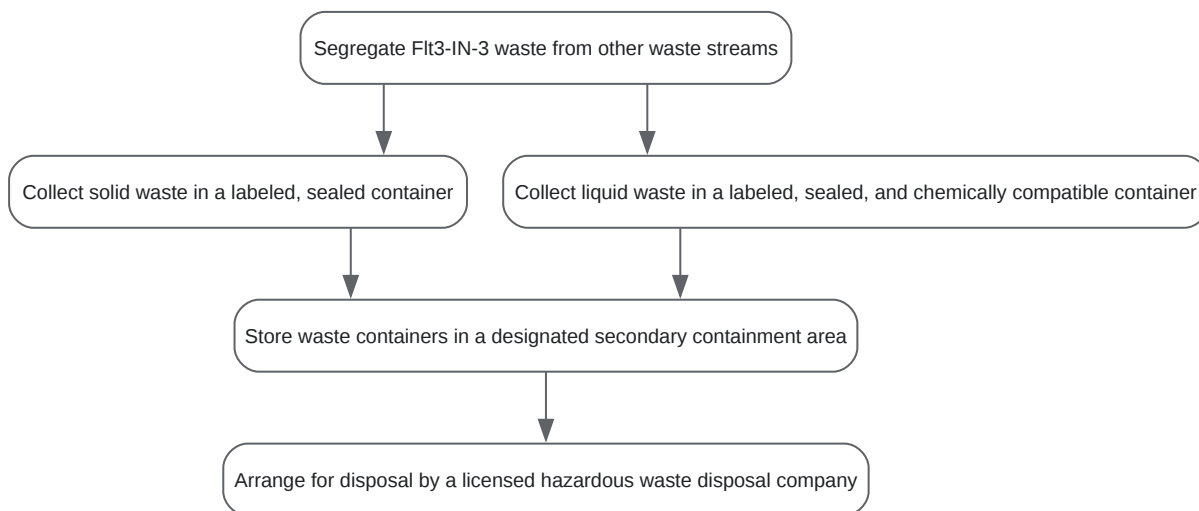 Segregate Flt3-IN-3 waste from other waste streams
Collect solid waste in a labeled, sealed container
Collect liquid waste in a labeled, sealed, and chemically compatible container
Store waste containers in a designated secondary containment area
Arrange for disposal by a licensed hazardous waste disposal company